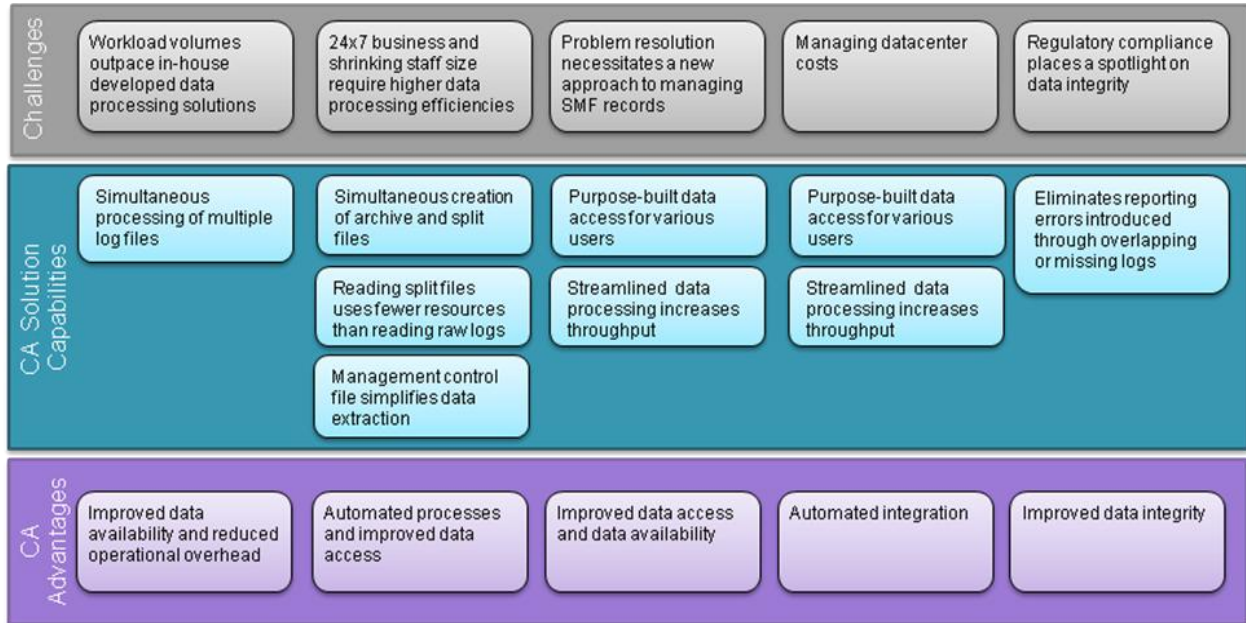 Challenges
Workload volumes
outpace in-house
developed data
processing solutions
24x7 business and
shrinking staff size
require higher data
processing efficiencies
Problem resolution
necessitates a new
approach to managing
SMF records
Managing datacenter
costs
Regulatory compliance
places a spotlight on
data integrity
CA Solution
Capabilities
Simultaneous
processing of multiple
log files
Simultaneous creation
of archive and split
files
Reading split files
uses fewer resources
than reading raw logs
Management control
file simplifies data
extraction
Purpose-built data
access for various
users
Streamlined data
processing increases
throughput
Purpose-built data
access for various
users
Streamlined data
processing increases
throughput
Eliminates reporting
errors introduced
through overlapping
or missing logs
CA
Advantages
Improved data
availability and reduced
operational overhead
Automated processes
and improved data
access
Improved data access
and data availability
Automated integration
Improved data integrity